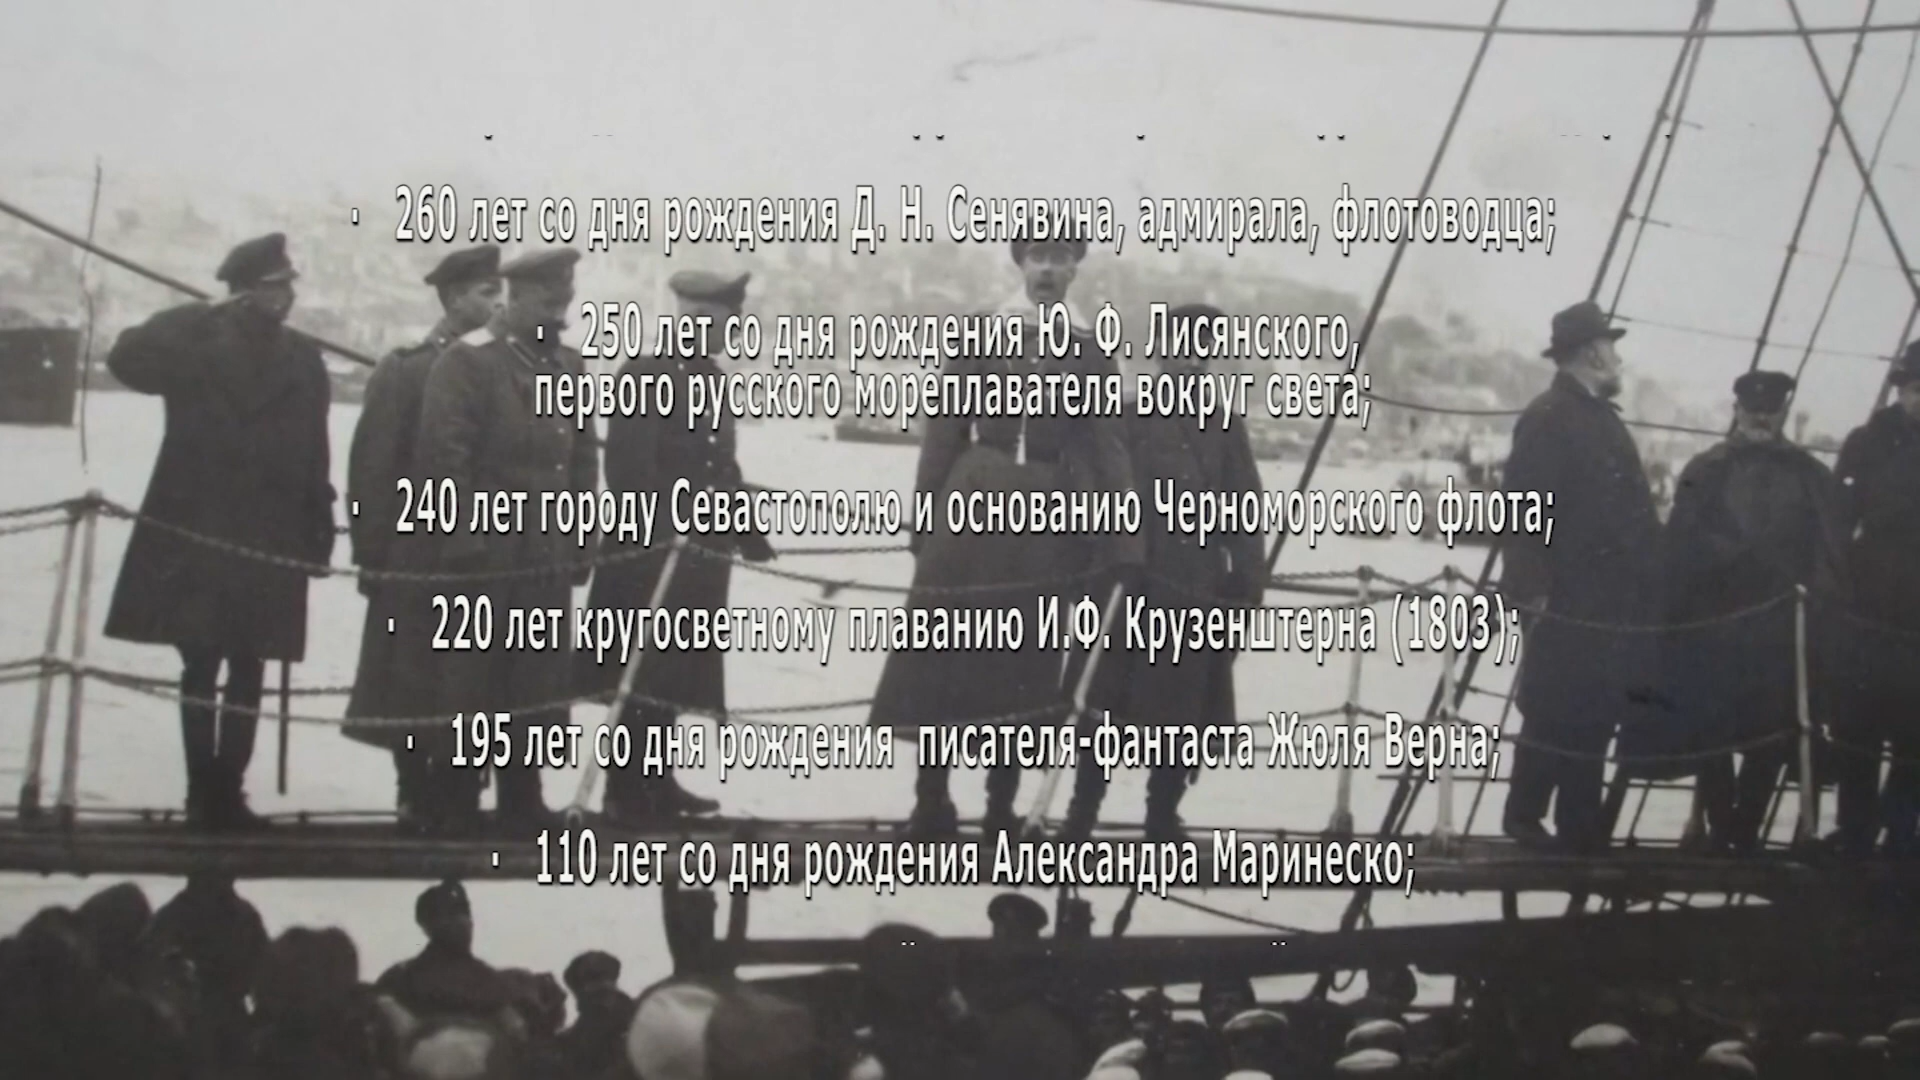 · 260 лет со дня рождения Д. Н. Сенявина, адмирала, флотоводца;
· 250 лет со дня рождения Ю. Ф. Лисянского,
первого русского мореплавателя вокруг света;
· 240 лет городу Севастополю и основанию Черноморского флота;
· 220 лет кругосветному плаванию И.Ф. Крузенштерна (1803);
· 195 лет со дня рождения  писателя-фантаста Жюля Верна;
· 110 лет со дня рождения Александра Маринеско;